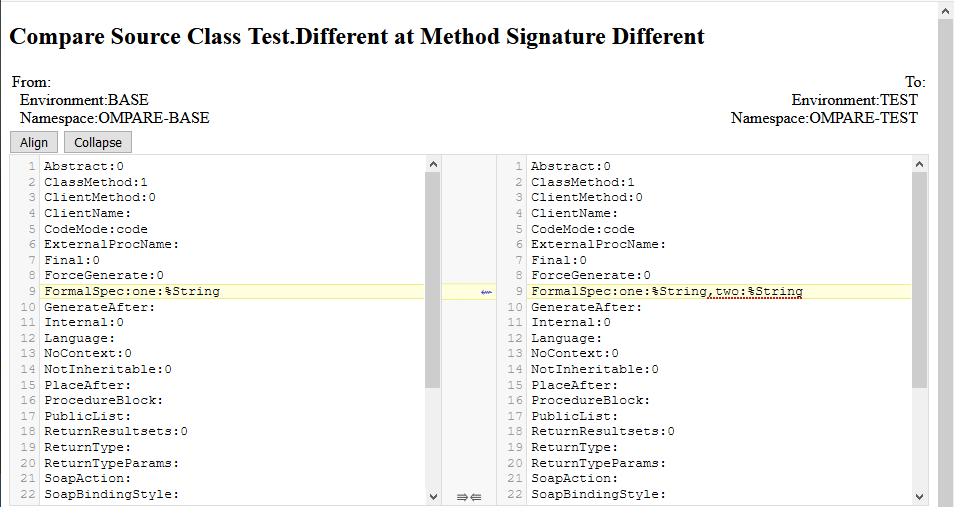 Compare Source Class Test.Different at Method Signature Different
From:
To:
Environment:BASE
Environment:TEST
Namespace:OMPARE-BASE
Namespace:OMPARE-TEST
Align
Collapse
1 Abstract:0
2 ClassMethod:1
3 ClientMethod:0
4 ClientName:
5 CodeMode:code
6 ExternalProcName:
7 Final:0
8 ForceGenerate:0
9 FormalSpec:one:%String
10 GenerateAfter:
11 Internal:0
12 Language:
13 NoContext:0
14 NotInheritable:0
15 PlaceAfter:
16 ProcedureBlock:
17 PublicList:
18 ReturnResultsets:0
19 ReturnType:
20 ReturnTypeParams:
21 SoapAction:
22 SoapBindingStyle:
1 Abstract:0
2 ClassMethod:1
3 ClientMethod:0
4 ClientName:
5 CodeMode:code
6 ExternalProcName:
7 Final:0
8 ForceGenerate:0
9 FormalSpec:one:%String,two:%String
10 GenerateAfter:
11 Internal:0
12 Language:
13 NoContext:0
14 NotInheritable:0
15 PlaceAfter:
16 ProcedureBlock:
17 PublicList:
18 ReturnResultsets:0
19 ReturnType:
20 ReturnTypeParams:
21 SoapAction:
22 SoapBindingStyle: